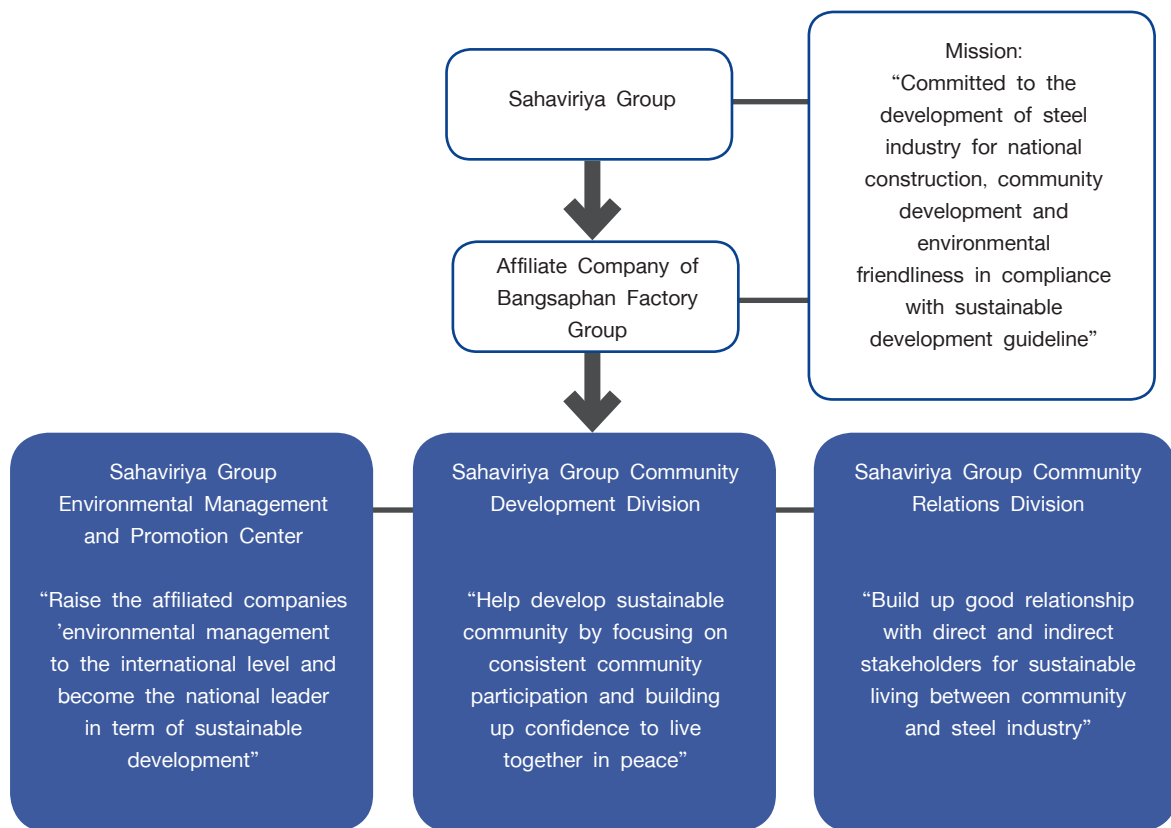 Sahaviriya Group
Mission:
“Committed to the
development of steel
industry for national
construction, community
development and
environmental
friendliness in compliance
with sustainable
development guideline”
Affiliate Company of
Bangsaphan Factory
Group
Sahaviriya Group
Environmental Management
and Promotion Center
“Raise the affiliated companies
’environmental management
to the international level and
become the national leader
in term of sustainable
development”
Sahaviriya Group Community
Development Division
“Help develop sustainable
community by focusing on
consistent community
participation and building
up confidence to live
together in peace”
Sahaviriya Group Community
Relations Division
“Build up good relationship
with direct and indirect
stakeholders for sustainable
living between community
and steel industry”